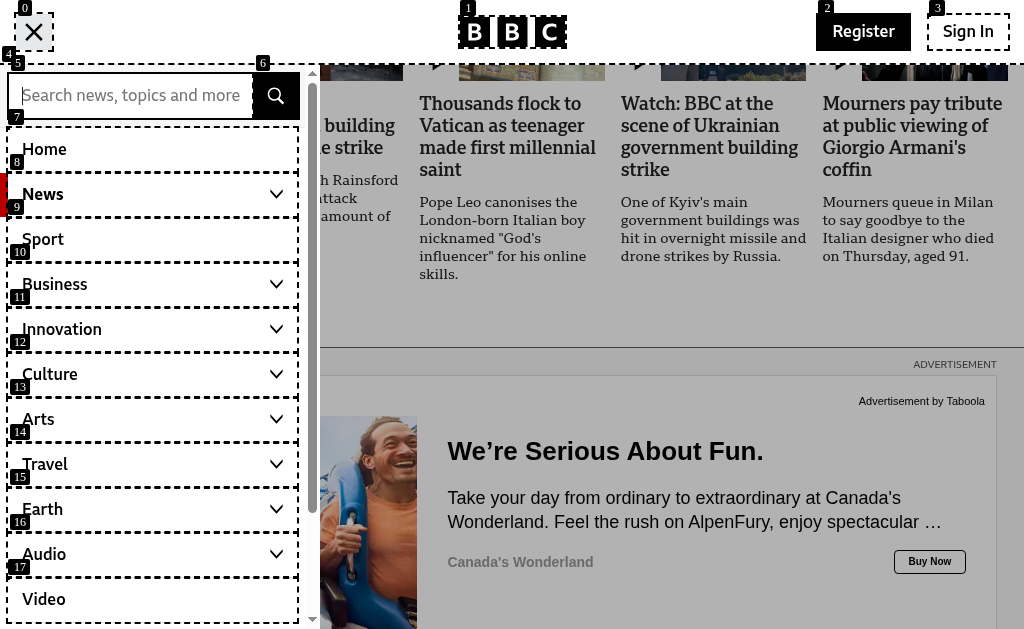 0
1
2
3
BBC
Register
Sign In
4
5
6
Search news, topics and more
7
Home
8
News
9
Sport
10
Business
11
Innovation
12
Culture
13
Arts
14
Travel
15
Earth
16
Audio
17
Video
building
e strike
h Rainsford
ttack
amount of
Thousands flock to
Vatican as teenager
made first millennial
saint
Pope Leo canonises the
London-born Italian boy
nicknamed "God's
influencer" for his online
skills.
Watch: BBC at the
scene of Ukrainian
government building
strike
One of Kyiv's main
government buildings was
hit in overnight missile and
drone strikes by Russia.
Mourners pay tribute
at public viewing of
Giorgio Armani's
coffin
Mourners queue in Milan
to say goodbye to the
Italian designer who died
on Thursday, aged 91.
ADVERTISEMENT
Advertisement by Taboola
We’re Serious About Fun.
Take your day from ordinary to extraordinary at Canada's
Wonderland. Feel the rush on AlpenFury, enjoy spectacular …
Canada's Wonderland
Buy Now